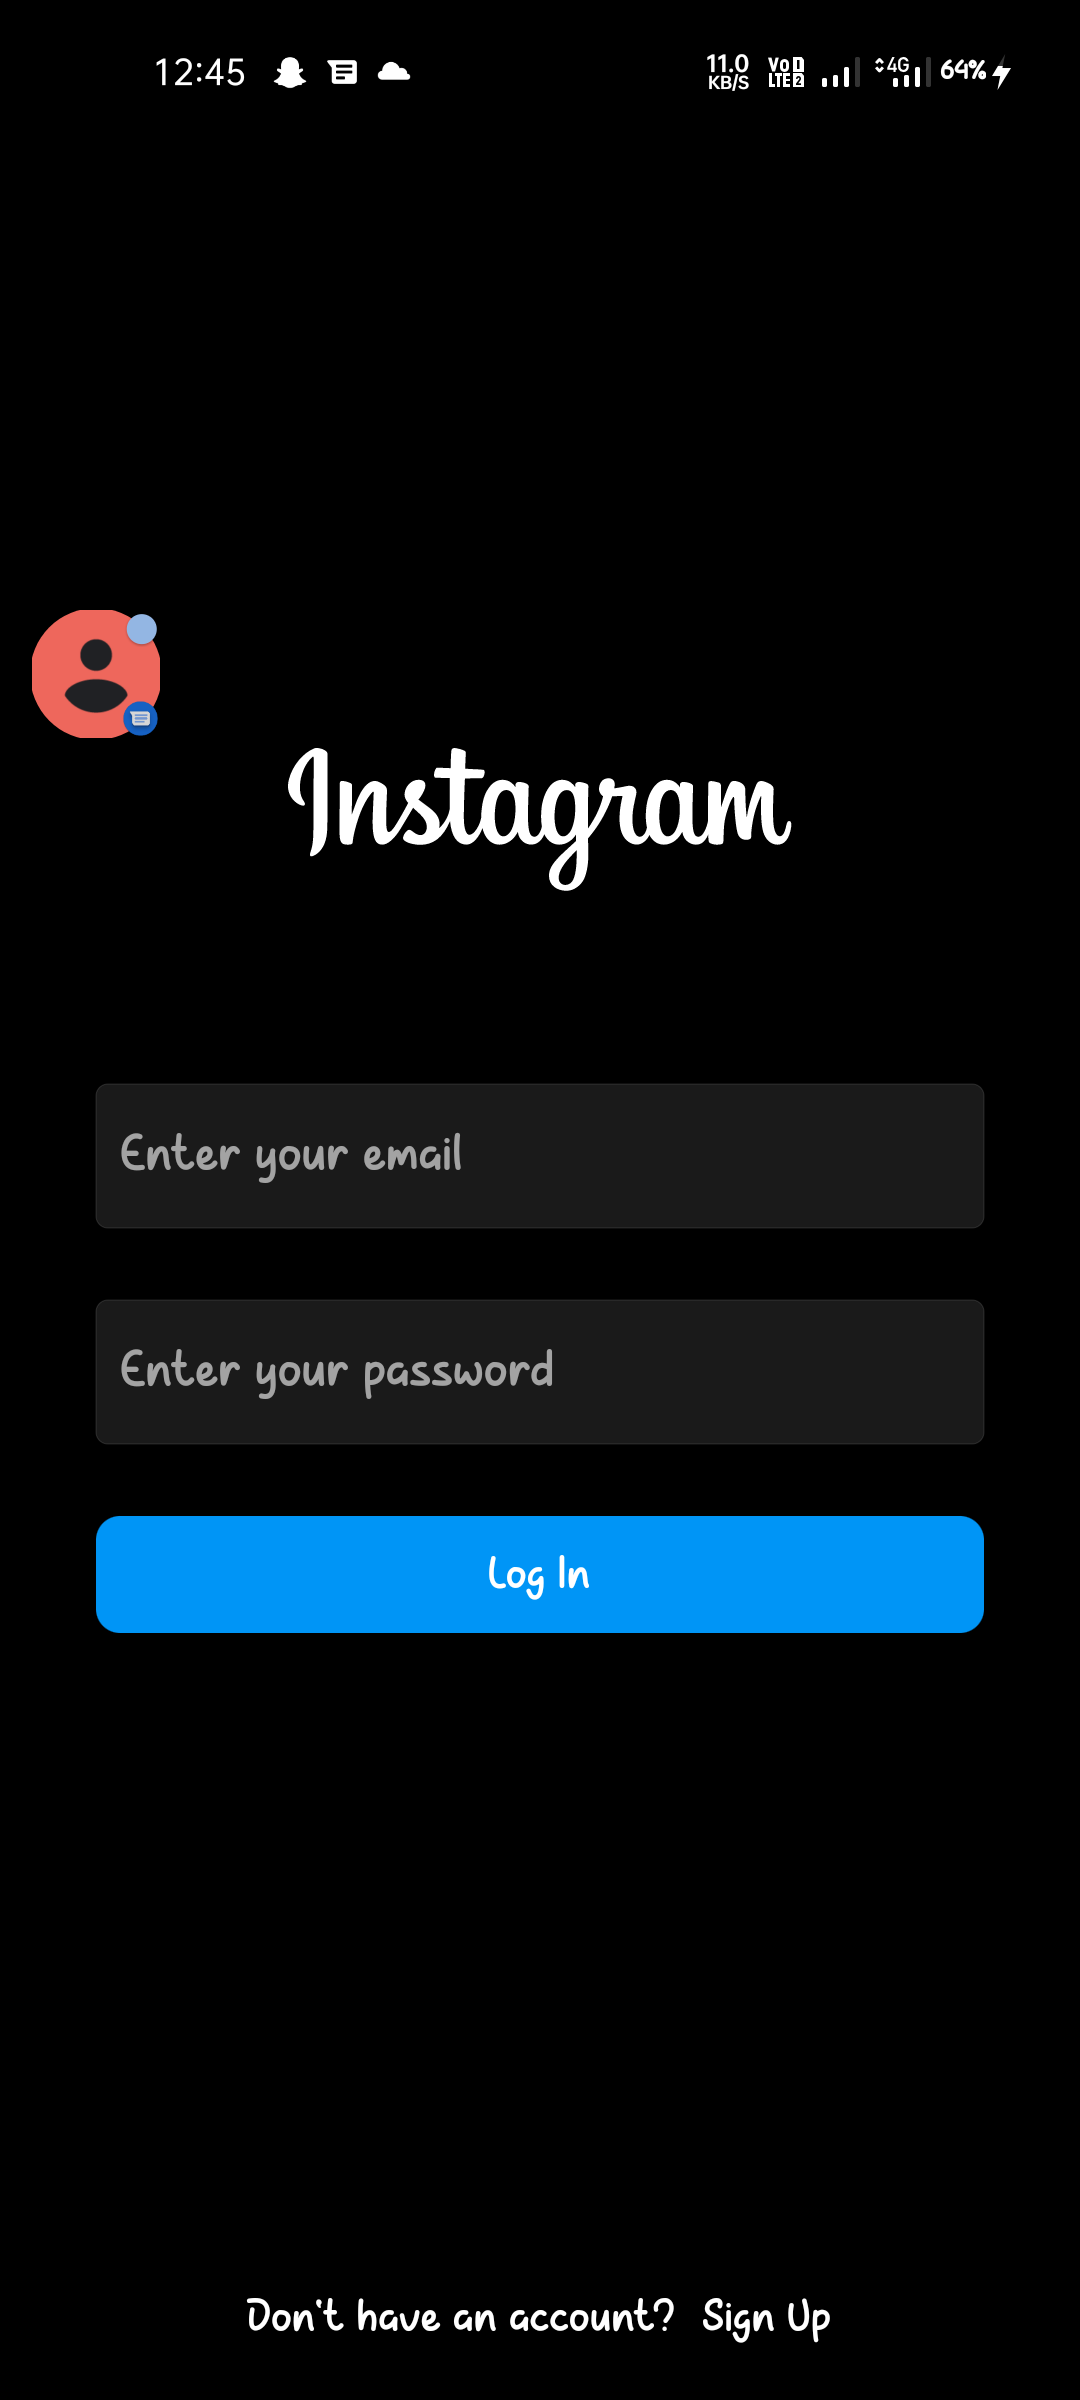 12:45 11.0 KB/S Vo 1 LTE 2 4G 64%
Instagram
Enter your email
Enter your password
Log In
Don't have an account? Sign Up